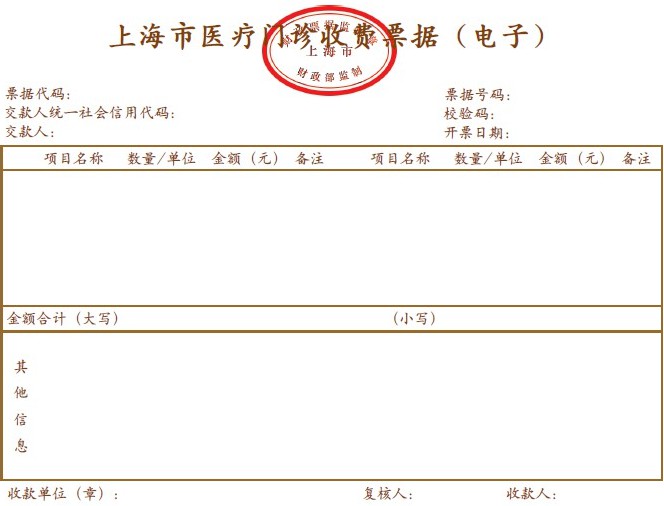 上海市医疗门诊收费票据（电子）
上海市
财政部监制
票据代码：
票据号码：
交款人统一社会信用代码：
校验码：
交款人：
开票日期：
项目名称 数量/单位 金额（元） 备注 项目名称 数量/单位 金额（元） 备注
金额合计（大写） （小写）
其
他
信
息
收款单位（章）： 复核人： 收款人：